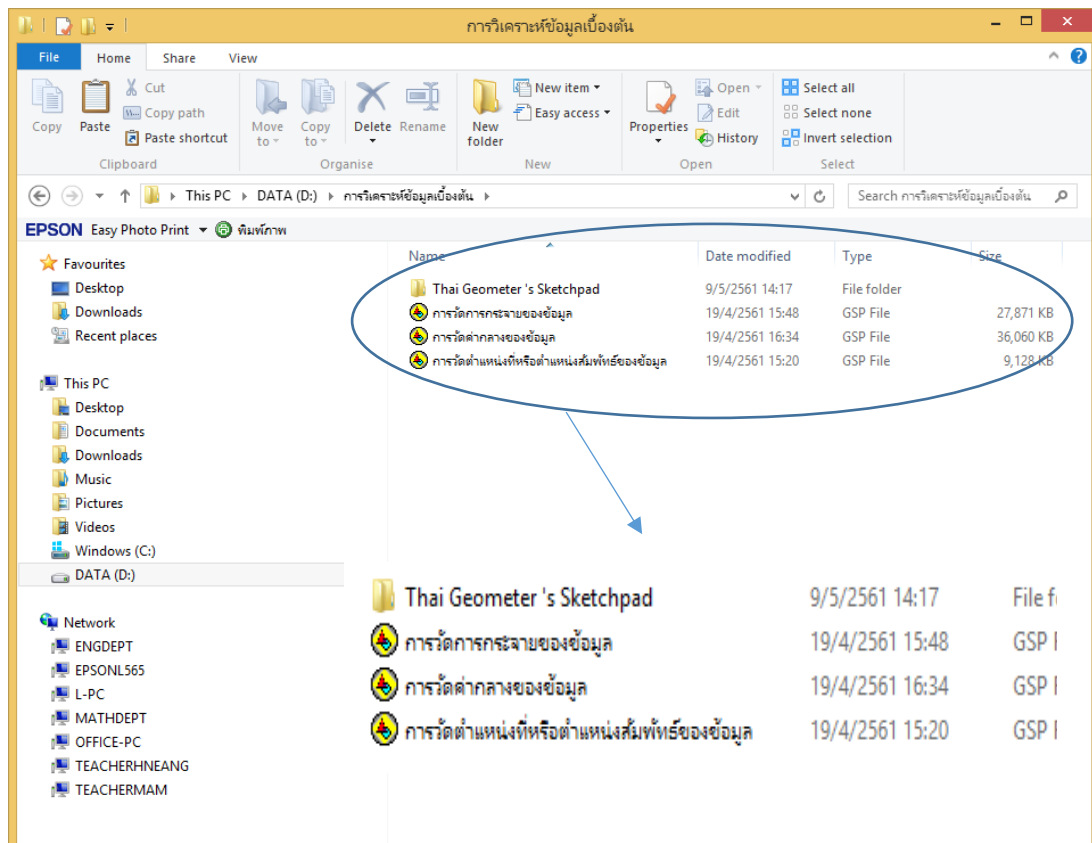 การวิเคราะห์ข้อมูลเบื้องต้น
File Home Share View
Copy
Paste
Cut
Copy path
Paste shortcut
Clipboard
Move to
Copy to
Delete
Rename
Organise
New folder
New item
Easy access
New
Properties
Open
Edit
History
Open
Select all
Select none
Invert selection
Select
This PC DATA (D:) การวิเคราะห์ข้อมูลเบื้องต้น
Search การวิเคราะห์ข้อมูลเบื้องต้น
EPSON Easy Photo Print พิมพ์ภาพ
Favourites
Desktop
Downloads
Recent places
This PC
Desktop
Documents
Downloads
Music
Pictures
Videos
Windows (C:)
DATA (D:)
Network
ENGDEPT
EPSONL565
L-PC
MATHDEPT
OFFICE-PC
TEACHERHNEANG
TEACHERMAM
Name Date modified Type Size
Thai Geometer 's Sketchpad 9/5/2561 14:17 File folder
การวัดการกระจายของข้อมูล 19/4/2561 15:48 GSP File 27,871 KB
การวัดค่ากลางของข้อมูล 19/4/2561 16:34 GSP File 36,060 KB
การวัดตำแหน่งที่หรือตำแหน่งสัมพัทธ์ของข้อมูล 19/4/2561 15:20 GSP File 9,128 KB
Thai Geometer 's Sketchpad 9/5/2561 14:17 File f
การวัดการกระจายของข้อมูล 19/4/2561 15:48 GSP F
การวัดค่ากลางของข้อมูล 19/4/2561 16:34 GSP F
การวัดตำแหน่งที่หรือตำแหน่งสัมพัทธ์ของข้อมูล 19/4/2561 15:20 GSP F